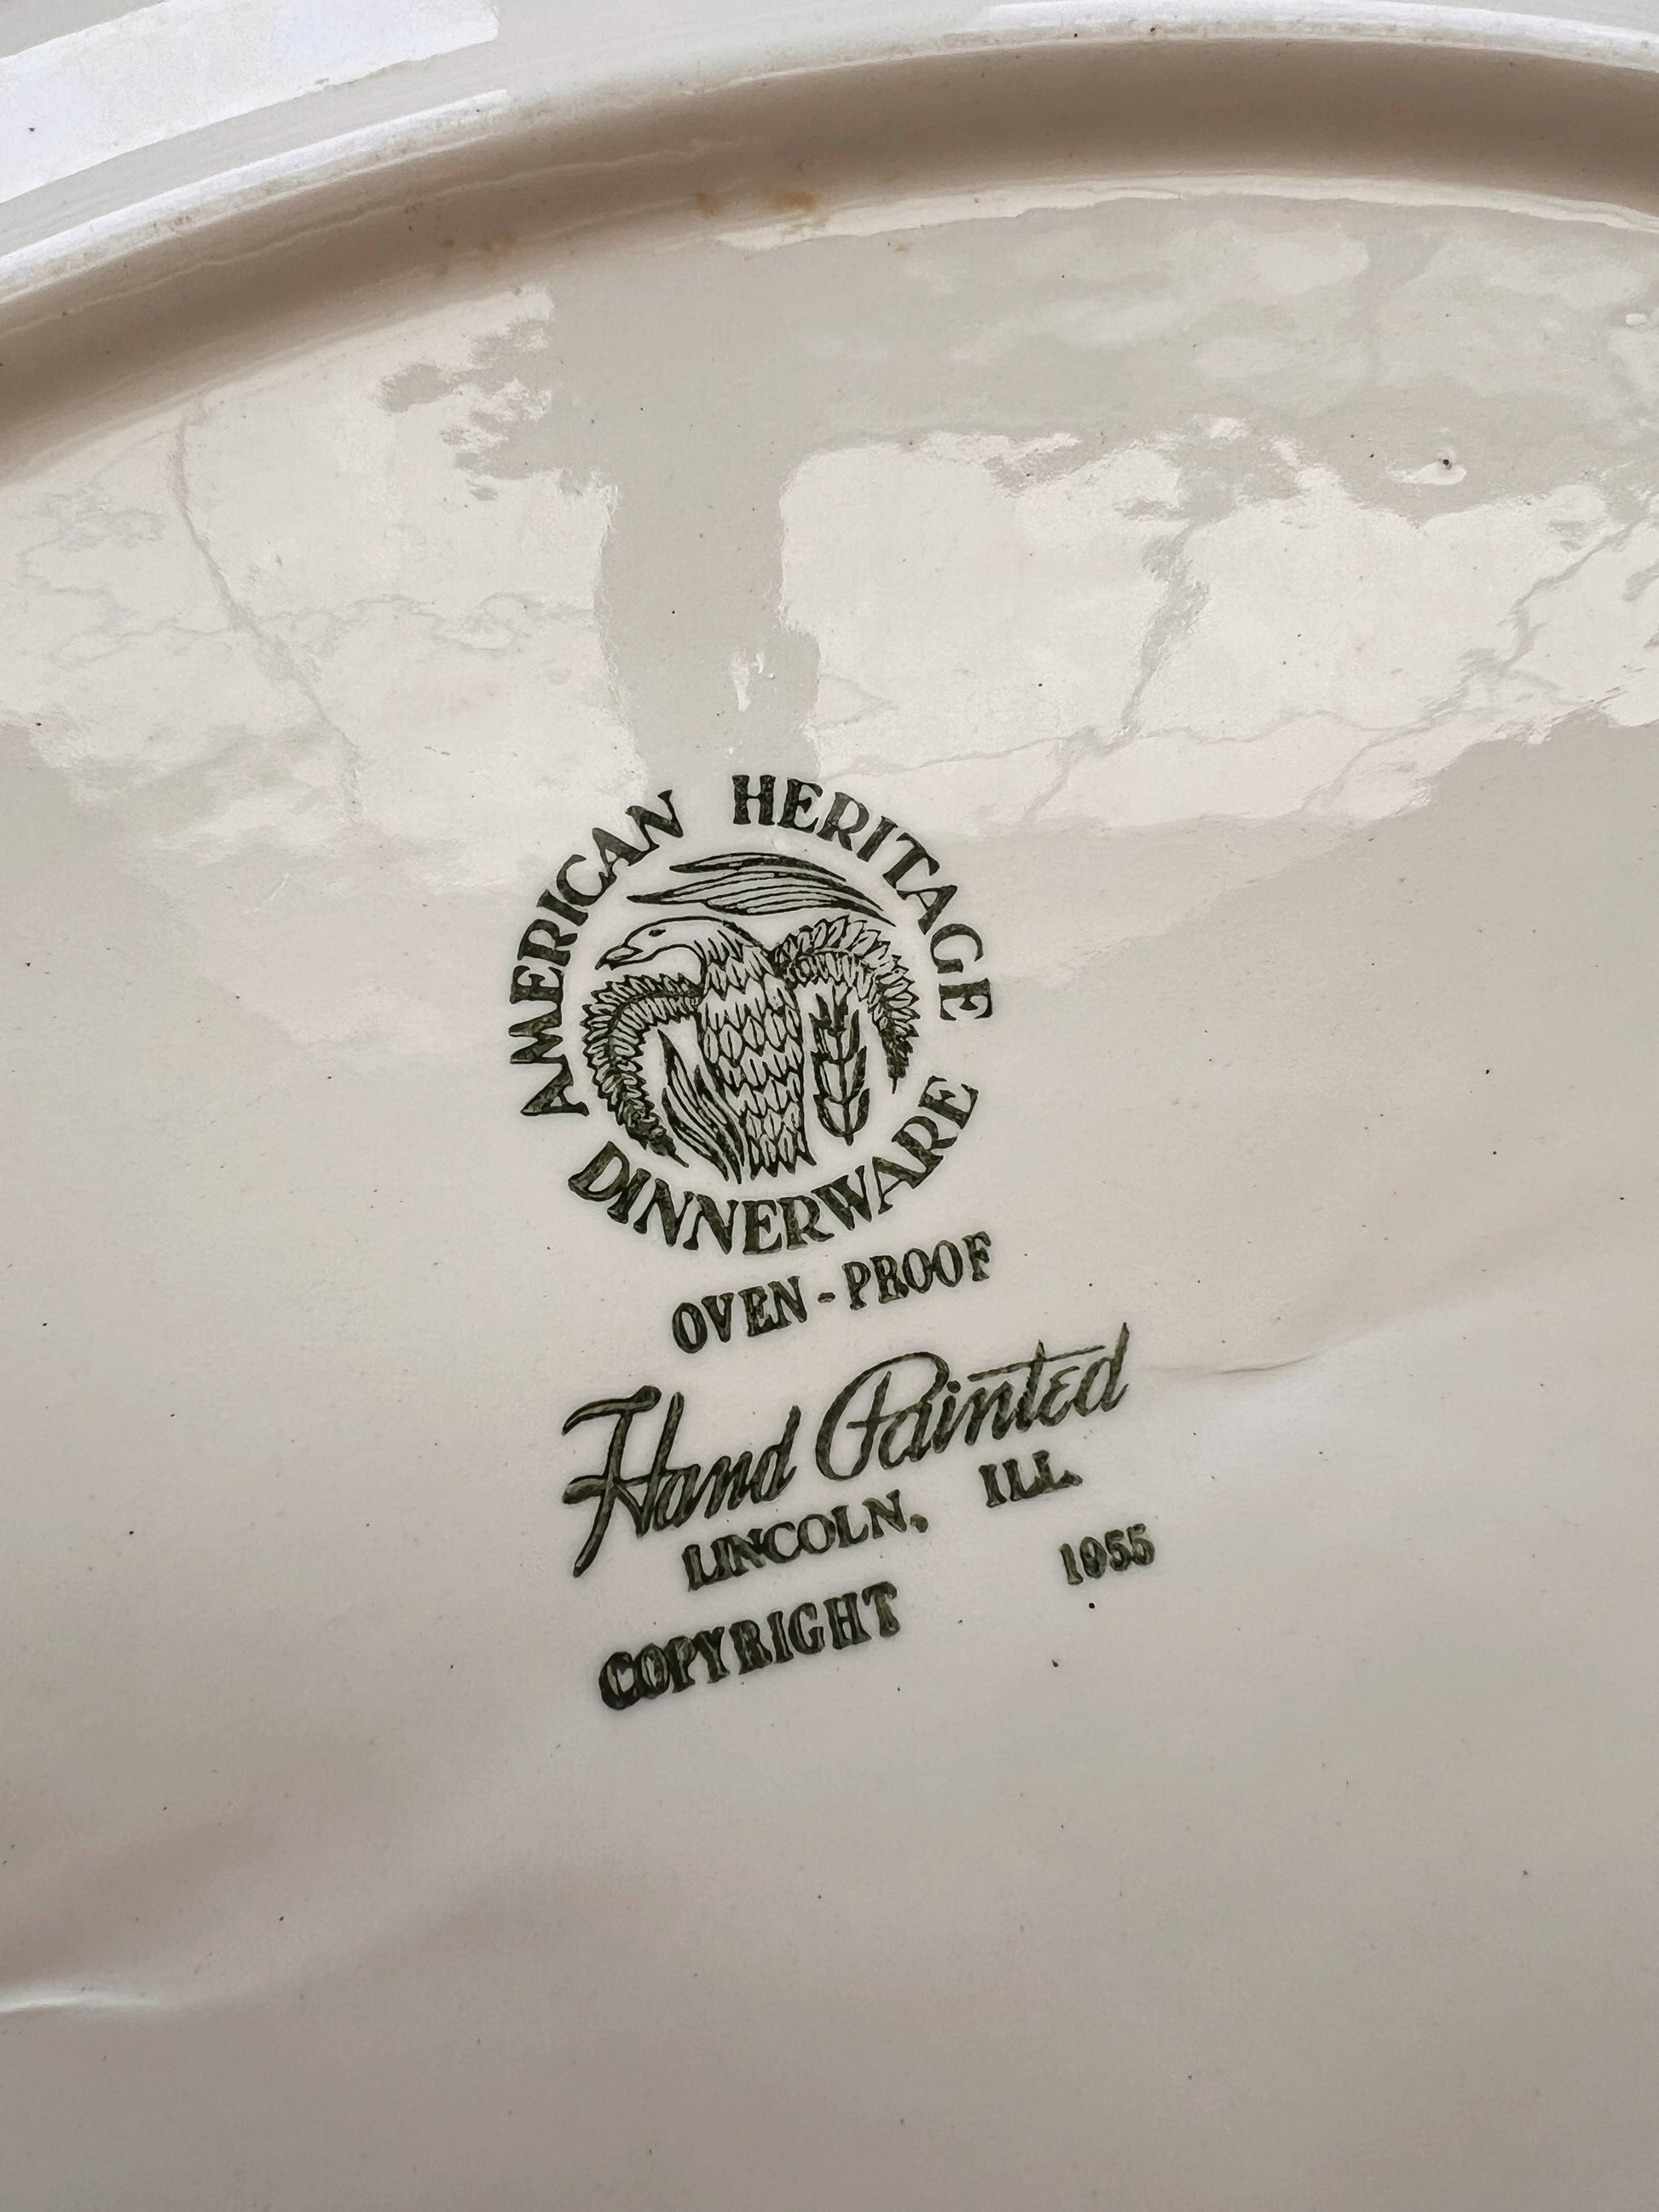 AMERICAN HERITAGE
DINNERWARE
OVEN-PROOF
Hand Painted
LINCOLN, ILL.
COPYRIGHT 1955